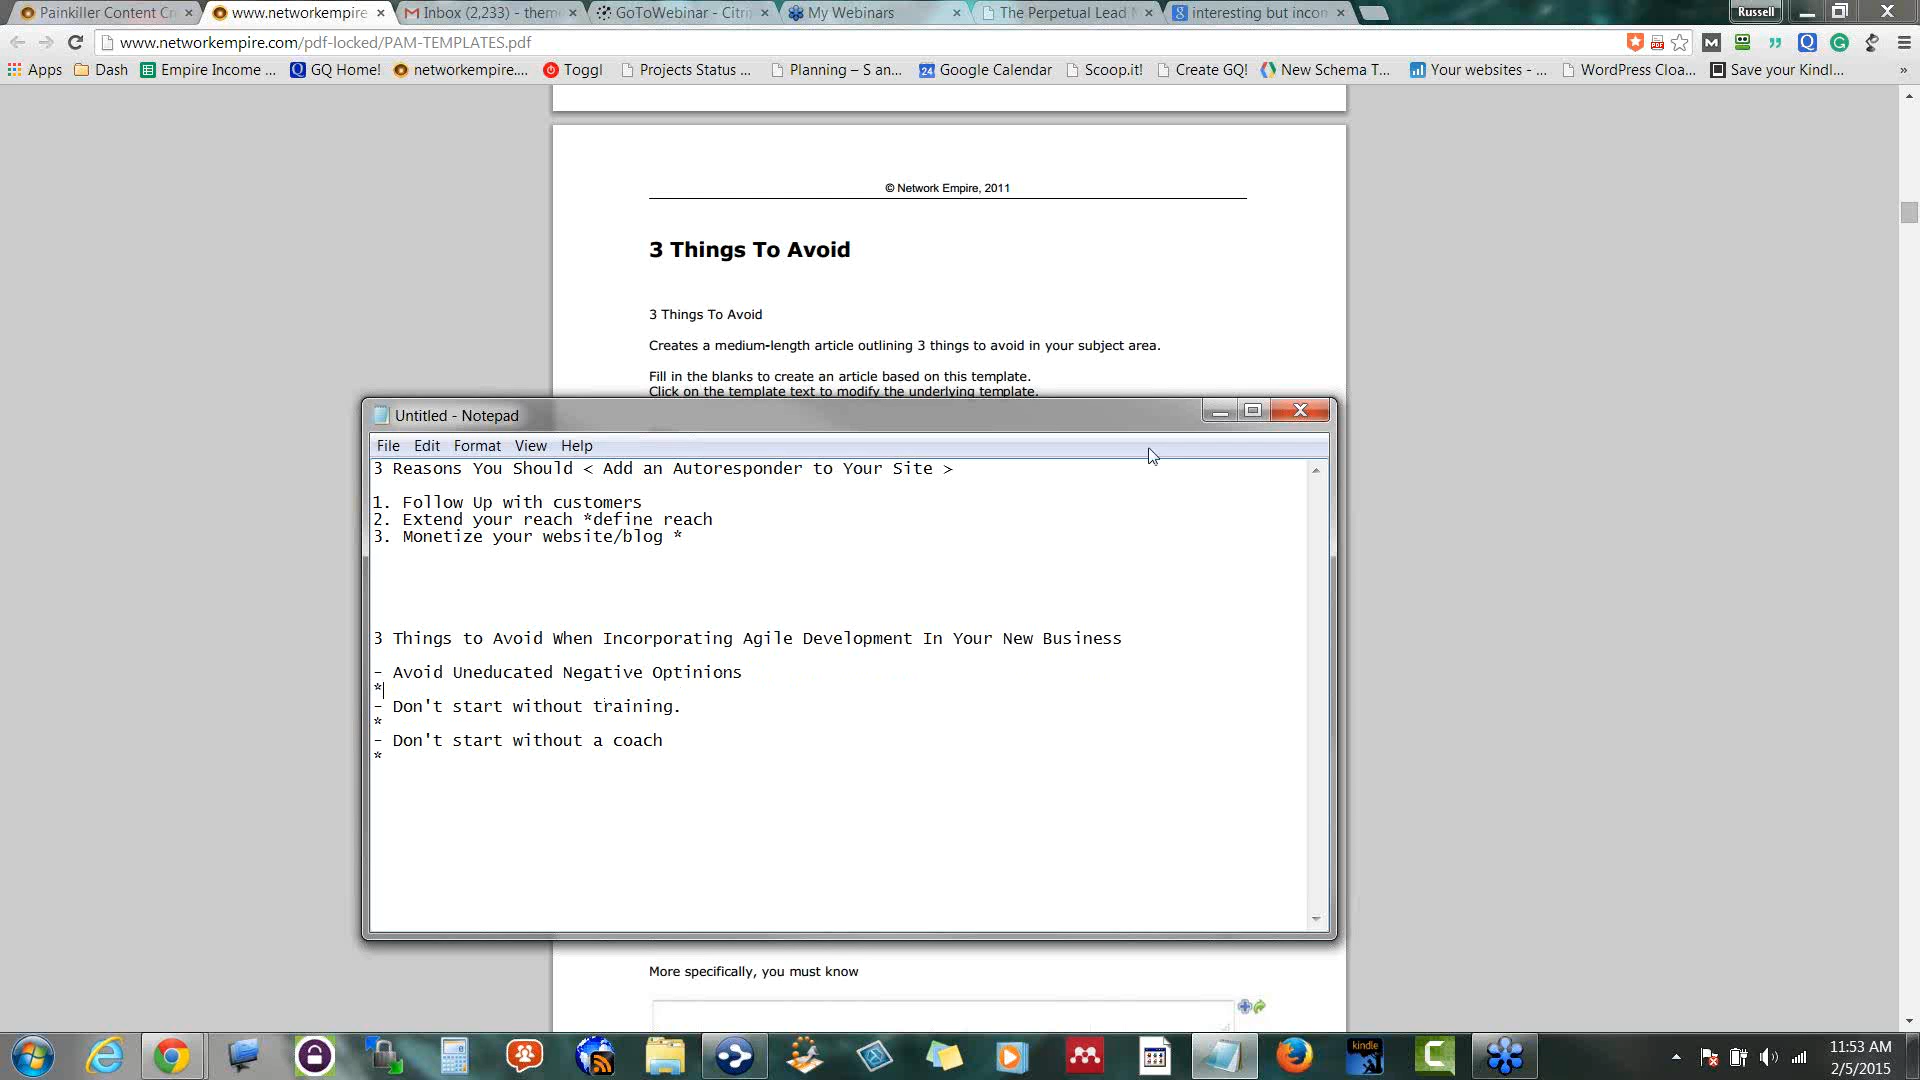 Painkiller Content Cr
www.networkempire
Inbox (2,233) - them
GoToWebinar - Citri
My Webinars
The Perpetual Lead
interesting but incon
Russell
www.networkempire.com/pdf-locked/PAM-TEMPLATES.pdf
Apps
Dash
Empire Income ...
GQ Home!
networkempire....
Toggl
Projects Status ...
Planning – S an...
Google Calendar
Scoop.it!
Create GQ!
New Schema T...
Your websites - ...
WordPress Cloa...
Save your Kindl...
»
© Network Empire, 2011
3 Things To Avoid
3 Things To Avoid
Creates a medium-length article outlining 3 things to avoid in your subject area.
Fill in the blanks to create an article based on this template.
Click on the template text to modify the underlying template.
Untitled - Notepad
File Edit Format View Help
3 Reasons You Should < Add an Autoresponder to Your Site >
1. Follow Up with customers
2. Extend your reach *define reach
3. Monetize your website/blog *
3 Things to Avoid When Incorporating Agile Development In Your New Business
- Avoid Uneducated Negative Optinions
*
- Don't start without training.
*
- Don't start without a coach
*
More specifically, you must know
kindle
11:53 AM
2/5/2015